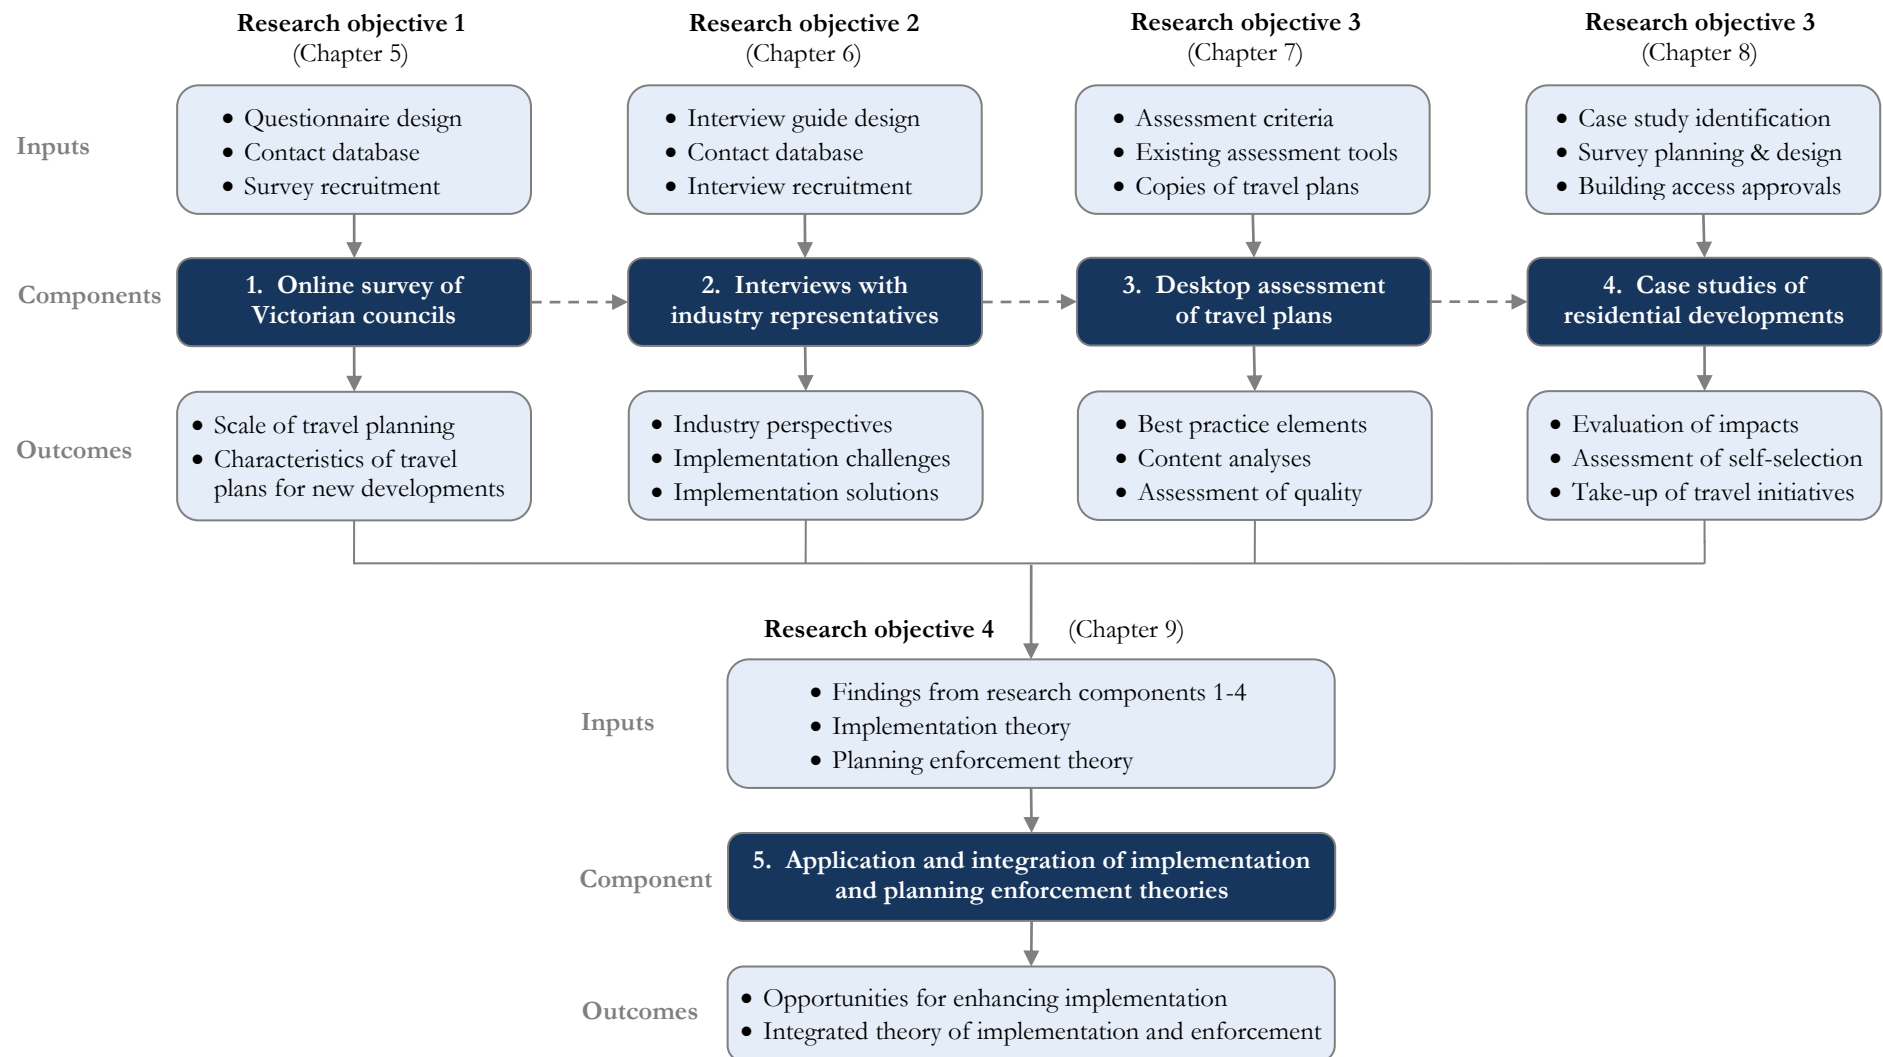 Research objective 1
(Chapter 5)
Research objective 2
(Chapter 6)
Research objective 3
(Chapter 7)
Research objective 3
(Chapter 8)
Inputs
• Questionnaire design
• Contact database
• Survey recruitment
• Interview guide design
• Contact database
• Interview recruitment
• Assessment criteria
• Existing assessment tools
• Copies of travel plans
• Case study identification
• Survey planning & design
• Building access approvals
Components
1. Online survey of
Victorian councils
2. Interviews with
industry representatives
3. Desktop assessment
of travel plans
4. Case studies of
residential developments
Outcomes
• Scale of travel planning
• Characteristics of travel
plans for new developments
• Industry perspectives
• Implementation challenges
• Implementation solutions
• Best practice elements
• Content analyses
• Assessment of quality
• Evaluation of impacts
• Assessment of self-selection
• Take-up of travel initiatives
Research objective 4 (Chapter 9)
Inputs
• Findings from research components 1-4
• Implementation theory
• Planning enforcement theory
Component
5. Application and integration of implementation
and planning enforcement theories
Outcomes
• Opportunities for enhancing implementation
• Integrated theory of implementation and enforcement